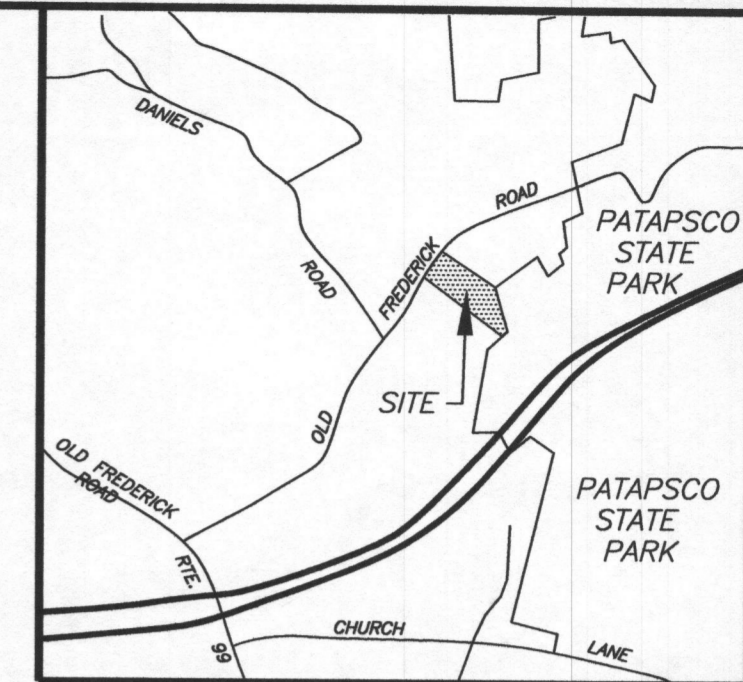 DANIELS
ROAD
ROAD
FREDERICK
OLD
PATAPSCO
STATE
PARK
SITE
OLD FREDERICK
ROAD
RTE.
99
PATAPSCO
STATE
PARK
CHURCH
LANE